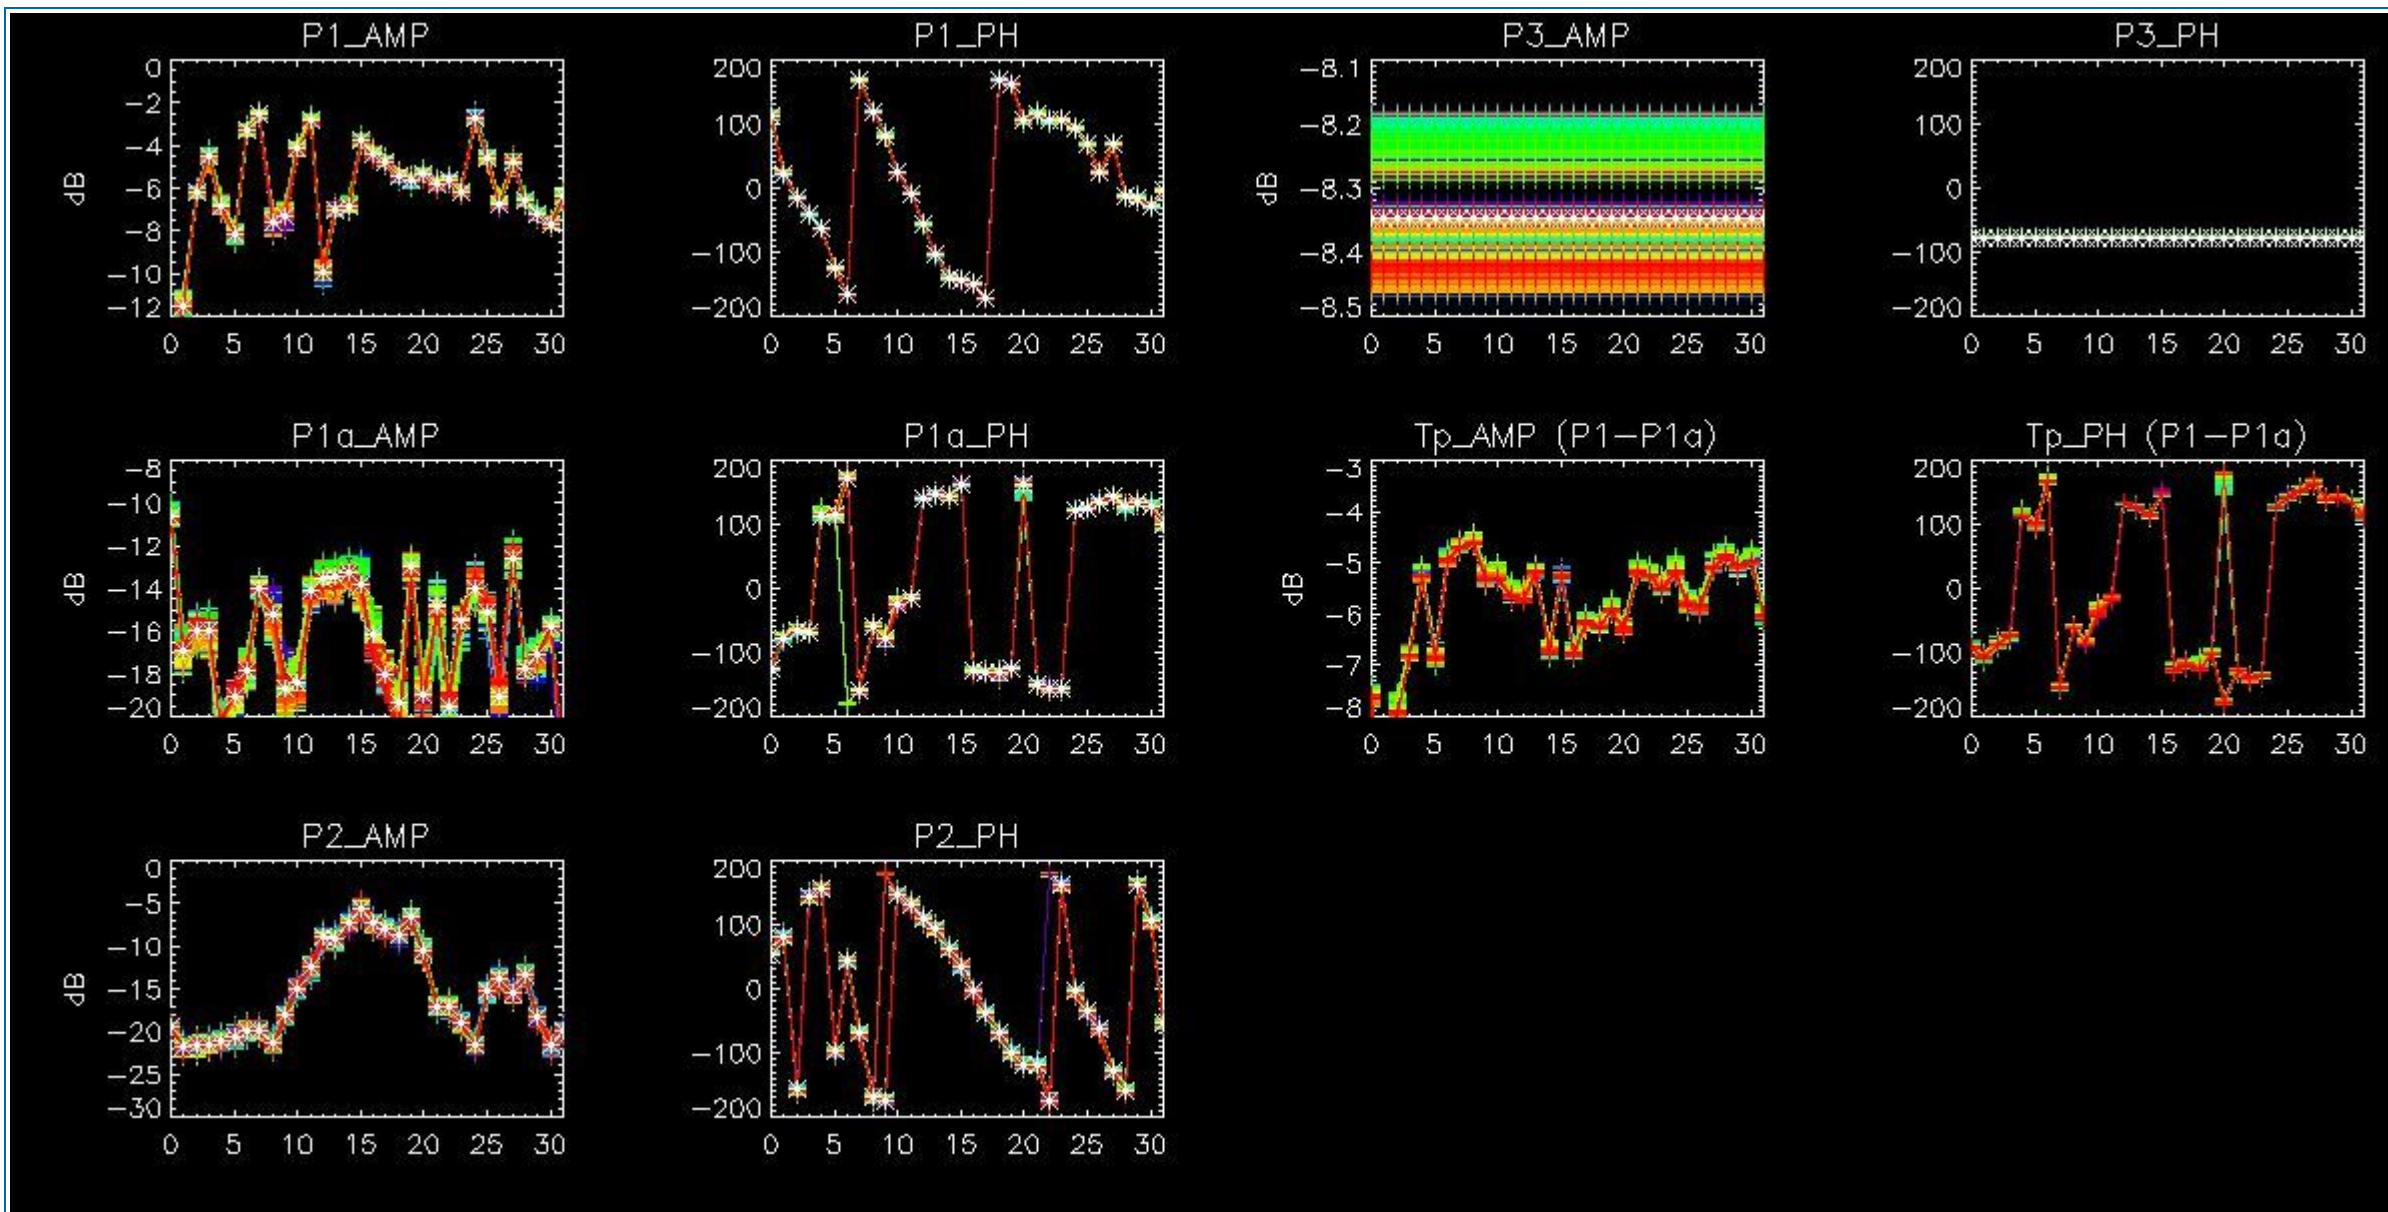 P1_AMP P1_PH P3_AMP P3_PH
0 200 -8.1 200
-2
100 -8.2 100
-4
dB -6 0 dB -8.3 0
-8
-100 -8.4 -100
-10
-12 -200 -8.5 -200
0 5 10 15 20 25 30 0 5 10 15 20 25 30 0 5 10 15 20 25 30 0 5 10 15 20 25 30
P1a_AMP P1a_PH Tp_AMP (P1-P1a) Tp_PH (P1-P1a)
-8 200 -3 200
-10
100 -4 100
-12
dB -14 0 dB -5 0
-6
-16
-100 -7 -100
-18
-20 -200 -8 -200
0 5 10 15 20 25 30 0 5 10 15 20 25 30 0 5 10 15 20 25 30 0 5 10 15 20 25 30
P2_AMP P2_PH
0 200
-5
100
-10
dB -15 0
-20
-100
-25
-30 -200
0 5 10 15 20 25 30 0 5 10 15 20 25 30